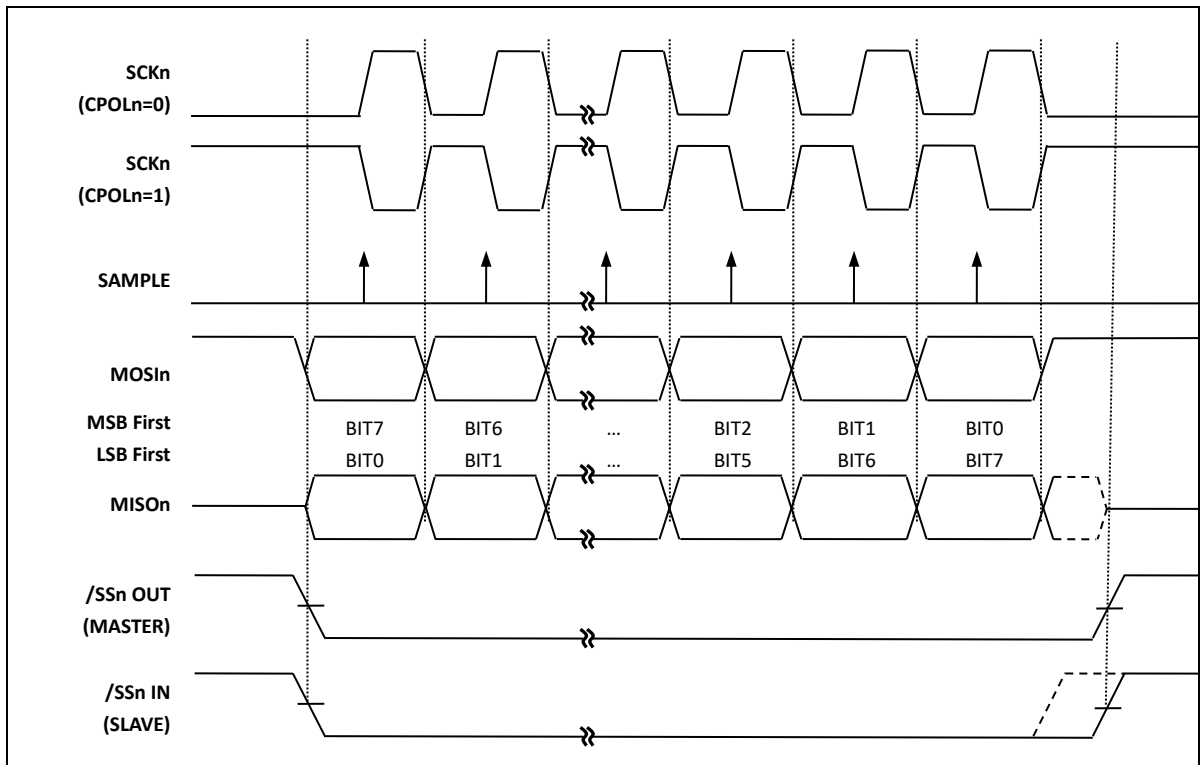 SCKn
(CPOLn=0)
SCKn
(CPOLn=1)
SAMPLE
MOSIn
MSB First BIT7 BIT6 ... BIT2 BIT1 BIT0
LSB First BIT0 BIT1 ... BIT5 BIT6 BIT7
MISOn
/SSn OUT
(MASTER)
/SSn IN
(SLAVE)